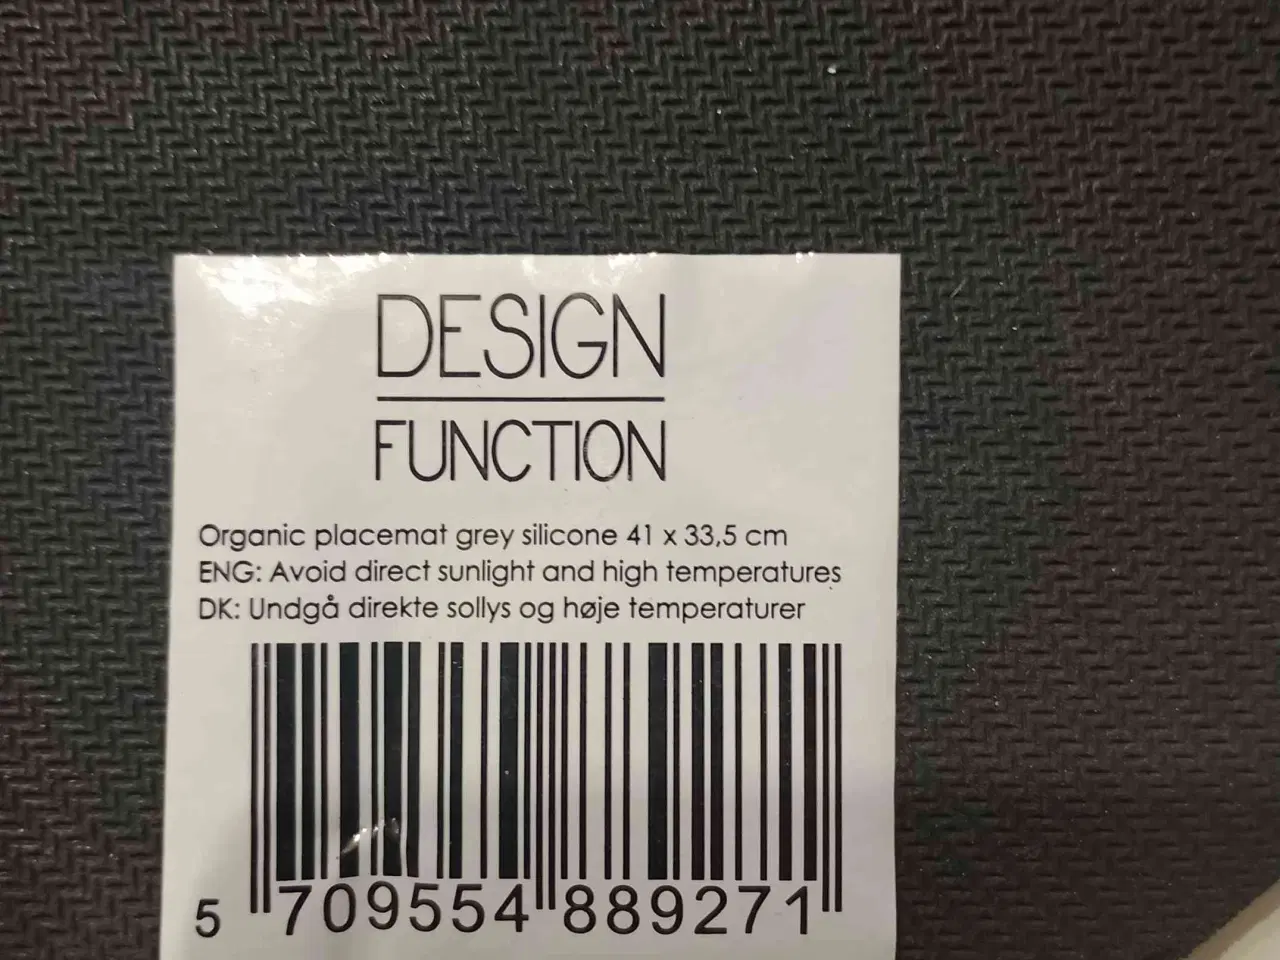 DESIGN
FUNCTION
Organic placemat grey silicone 41 x 33,5 cm
ENG: Avoid direct sunlight and high temperatures
DK: Undgå direkte sollys og høje temperaturer
5 709554 889271